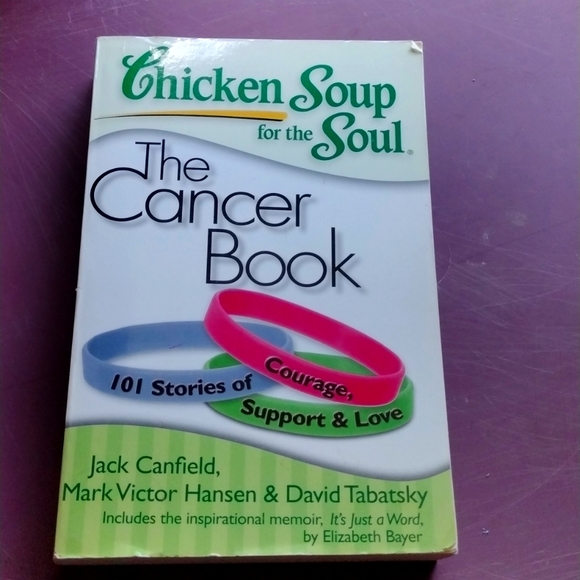 Chicken Soup
for the Soul®
The
Cancer
Book
101 Stories of
Courage,
Support & Love
Jack Canfield,
Mark Victor Hansen & David Tabatsky
Includes the inspirational memoir, It's Just a Word,
by Elizabeth Bayer